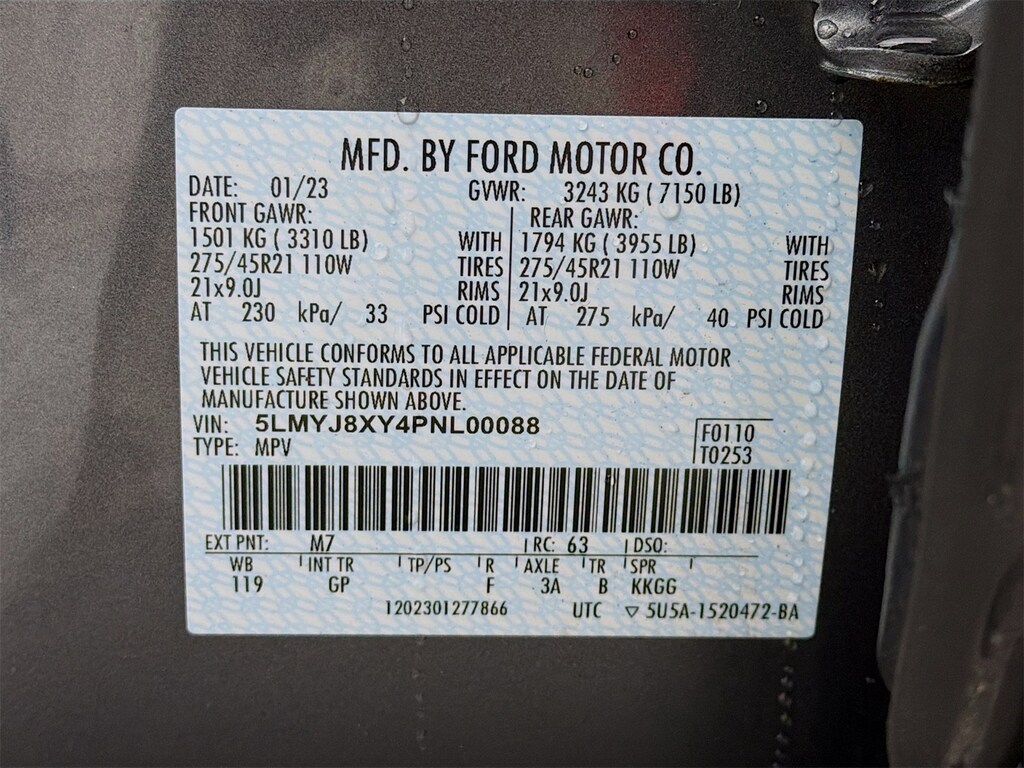 MFD. BY FORD MOTOR CO.
DATE: 01/23 GVWR: 3243 KG ( 7150 LB)
FRONT GAWR: REAR GAWR:
1501 KG ( 3310 LB) WITH 1794 KG ( 3955 LB) WITH
275/45R21 110W TIRES 275/45R21 110W TIRES
21x9.0J RIMS 21x9.0J RIMS
AT 230 kPa/ 33 PSI COLD AT 275 kPa/ 40 PSI COLD
THIS VEHICLE CONFORMS TO ALL APPLICABLE FEDERAL MOTOR
VEHICLE SAFETY STANDARDS IN EFFECT ON THE DATE OF
MANUFACTURE SHOWN ABOVE.
VIN: 5LMYJ8XY4PNL00088
F0110
TYPE: MPV
T0253
EXT PNT: M7 RC: 63 DSO:
WB INT TR TP/PS R AXLE TR SPR
119 GP F 3A B KKGG
1202301277866 UTC ▽ 5U5A-1520472-BA